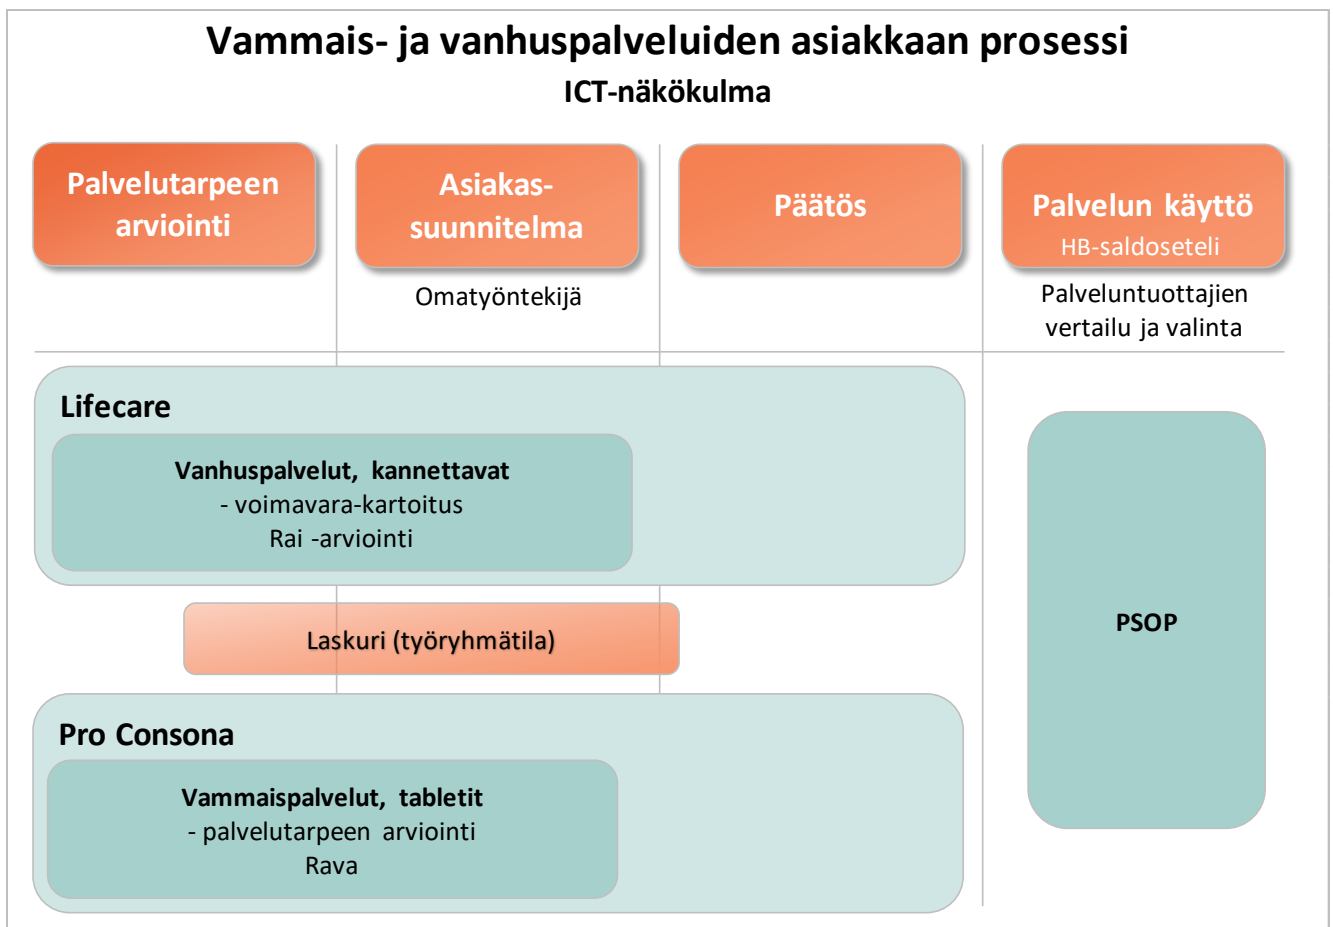 Vammais- ja vanhuspalveluiden asiakkaan prosessi
ICT-näkökulma
Palvelutarpeen
arviointi
Asiakas-
suunnitelma
Omatyöntekijä
Päätös
Palvelun käyttö
HB-saldoseteli
Palveluntuottajien
vertailu ja valinta
Lifecare
Vanhuspalvelut, kannettavat
- voimavara-kartoitus
Rai -arviointi
Laskuri (työryhmätila)
Pro Consona
Vammaispalvelut, tabletit
- palvelutarpeen arviointi
Rava
PSOP